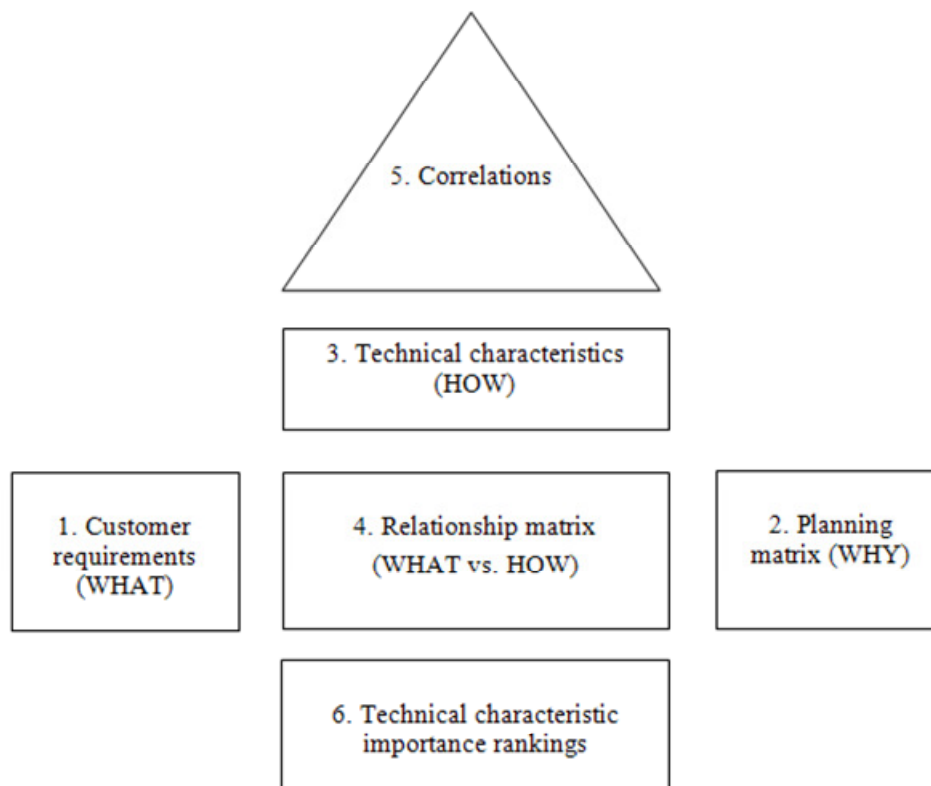 5. Correlations
3. Technical characteristics
(HOW)
1. Customer
requirements
(WHAT)
4. Relationship matrix
(WHAT vs. HOW)
2. Planning
matrix (WHY)
6. Technical characteristic
importance rankings